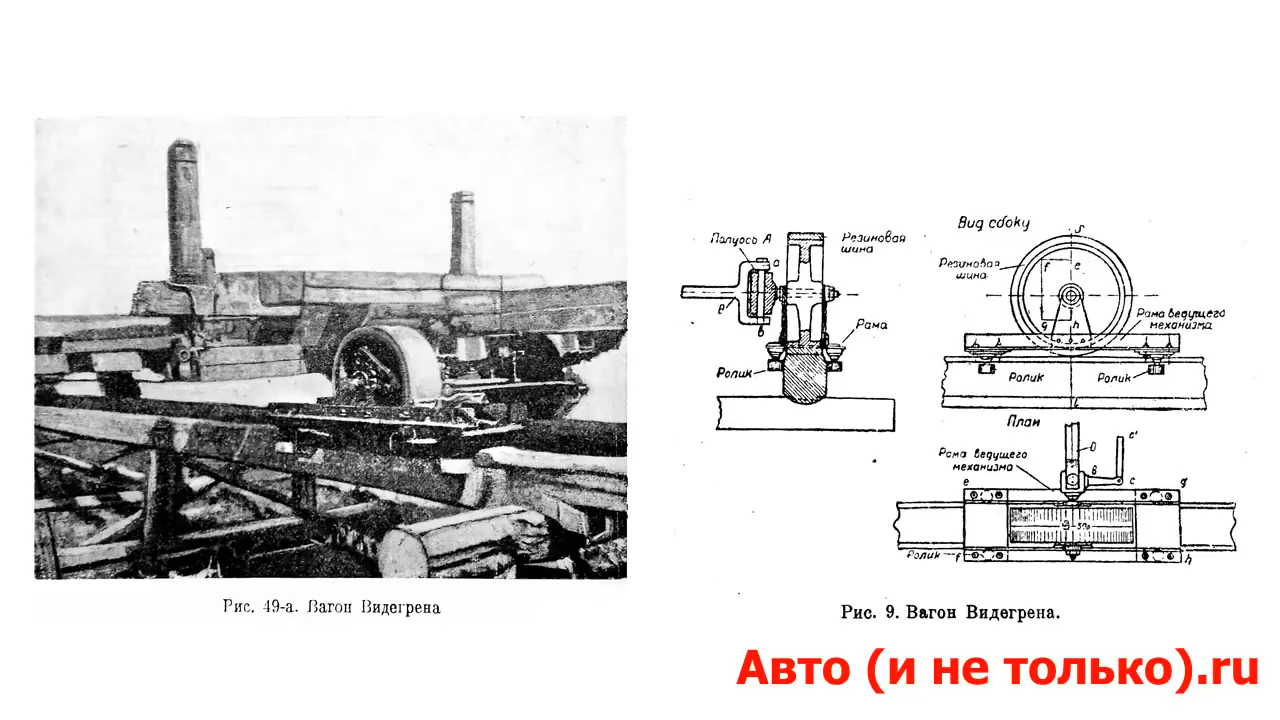 Рис. 49-а. Вагон Видегрена
Полуось А
а
Резиновая
шина
в
Рама
Ролик
Вид сбоку
s
Резиновая
шина.
f
e
g
h
Рама ведущего
механизма
Ролик
Ролик
l
План
c'
D
Рама ведущего
механизма
B
e
c
g
Ролик
f
h
Рис. 9. Вагон Видегрена.
Авто (и не только).ru